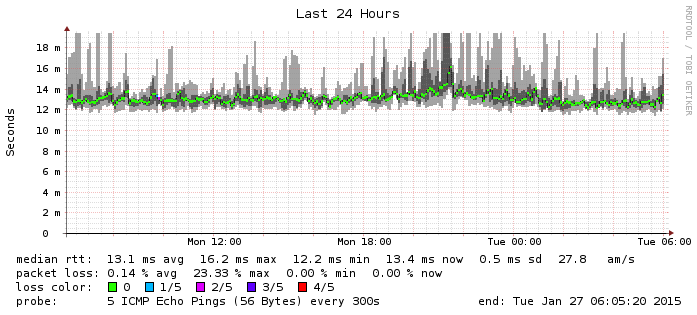 Last 24 Hours
RRDTOOL / TOBI OETIKER
Seconds
18 m
16 m
14 m
12 m
10 m
8 m
6 m
4 m
2 m
0
Mon 12:00 Mon 18:00 Tue 00:00 Tue 06:00
median rtt: 13.1 ms avg 16.2 ms max 12.2 ms min 13.4 ms now 0.5 ms sd 27.8 am/s
packet loss: 0.14 % avg 23.33 % max 0.00 % min 0.00 % now
loss color: 0 1/5 2/5 3/5 4/5
probe: 5 ICMP Echo Pings (56 Bytes) every 300s end: Tue Jan 27 06:05:20 2015